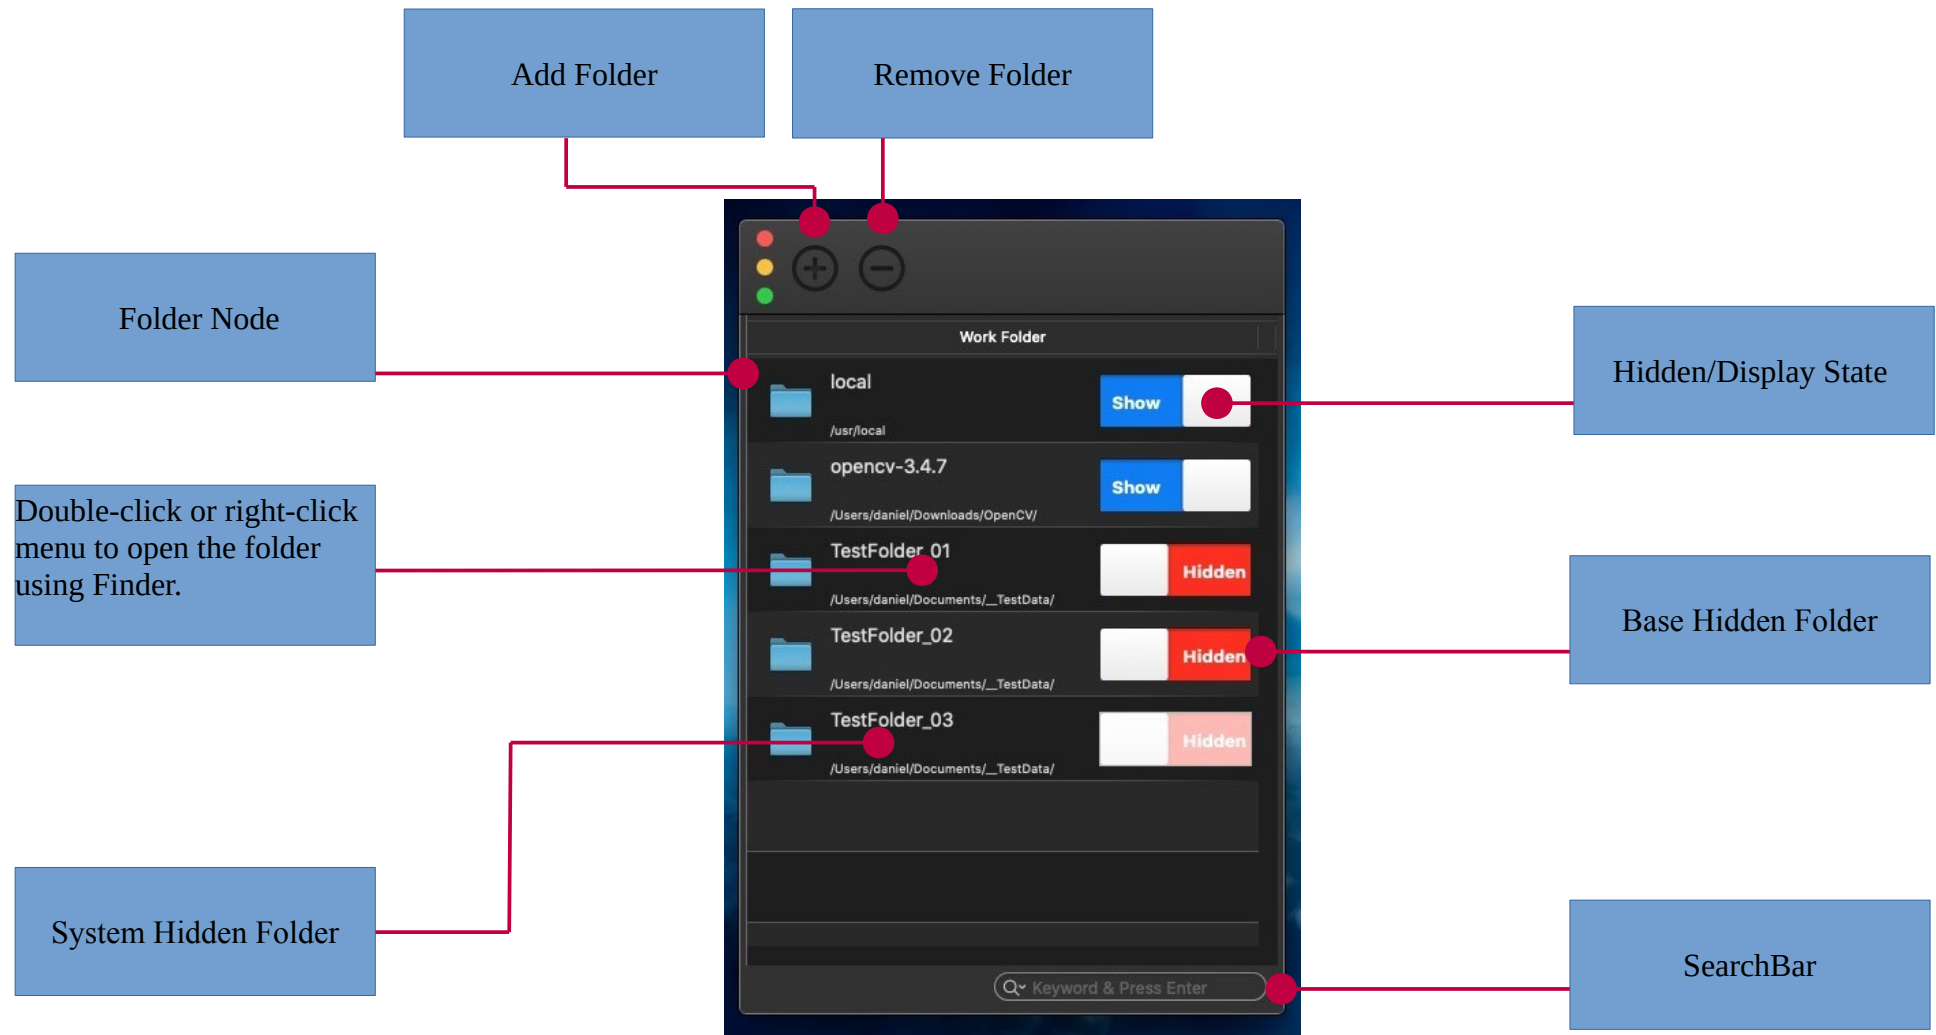 Add Folder
Remove Folder
Folder Node
Work Folder
local
Show
/usr/local
Hidden/Display State
opencv-3.4.7
Show
/Users/daniel/Downloads/OpenCV/
Double-click or right-click
menu to open the folder
using Finder.
TestFolder_01
Hidden
/Users/daniel/Documents/__TestData/
TestFolder_02
Hidden
/Users/daniel/Documents/__TestData/
Base Hidden Folder
TestFolder_03
Hidden
/Users/daniel/Documents/__TestData/
System Hidden Folder
Keyword & Press Enter
SearchBar